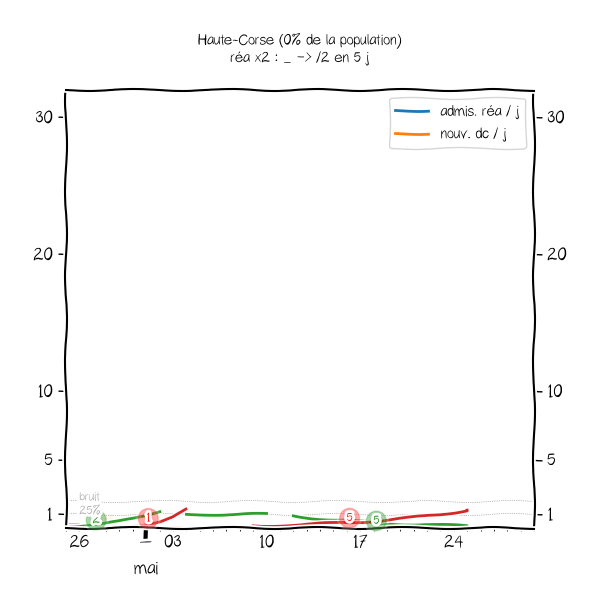 Haute-Corse (0% de la population)
réa x2 : _ -> /2 en 5 j
admis. réa / j
nouv. dc / j
30 30
20 20
10 10
5 5
bruit
25%
1 1
2 1 5 5
26 1 03 10 17 24
mai